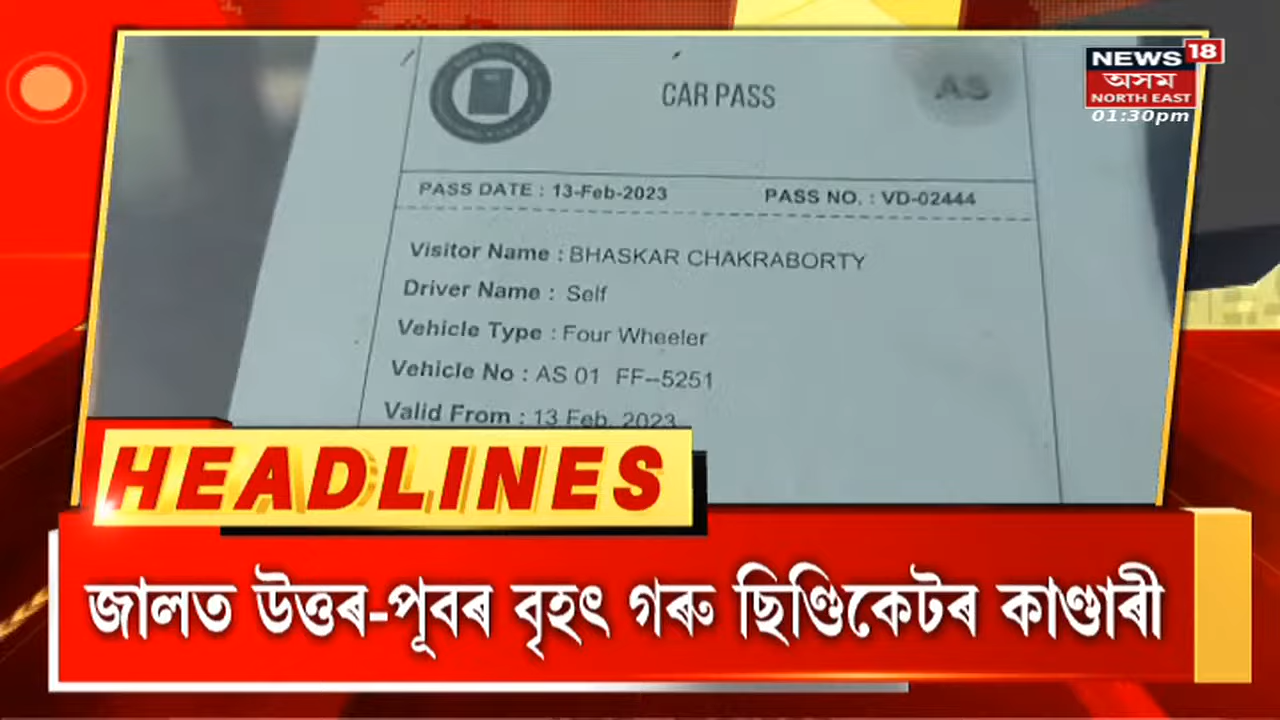 NEWS 18
অসম
NORTH EAST
01:30pm
CAR PASS
AS
PASS DATE : 13-Feb-2023 PASS NO. : VD-02444
Visitor Name : BHASKAR CHAKRABORTY
Driver Name : Self
Vehicle Type : Four Wheeler
Vehicle No : AS 01 FF--5251
Valid From : 13 Feb, 2023
HEADLINES
জালত উত্তৰ-পূবৰ বৃহৎ গৰু ছিণ্ডিকেটৰ কাণ্ডাৰী